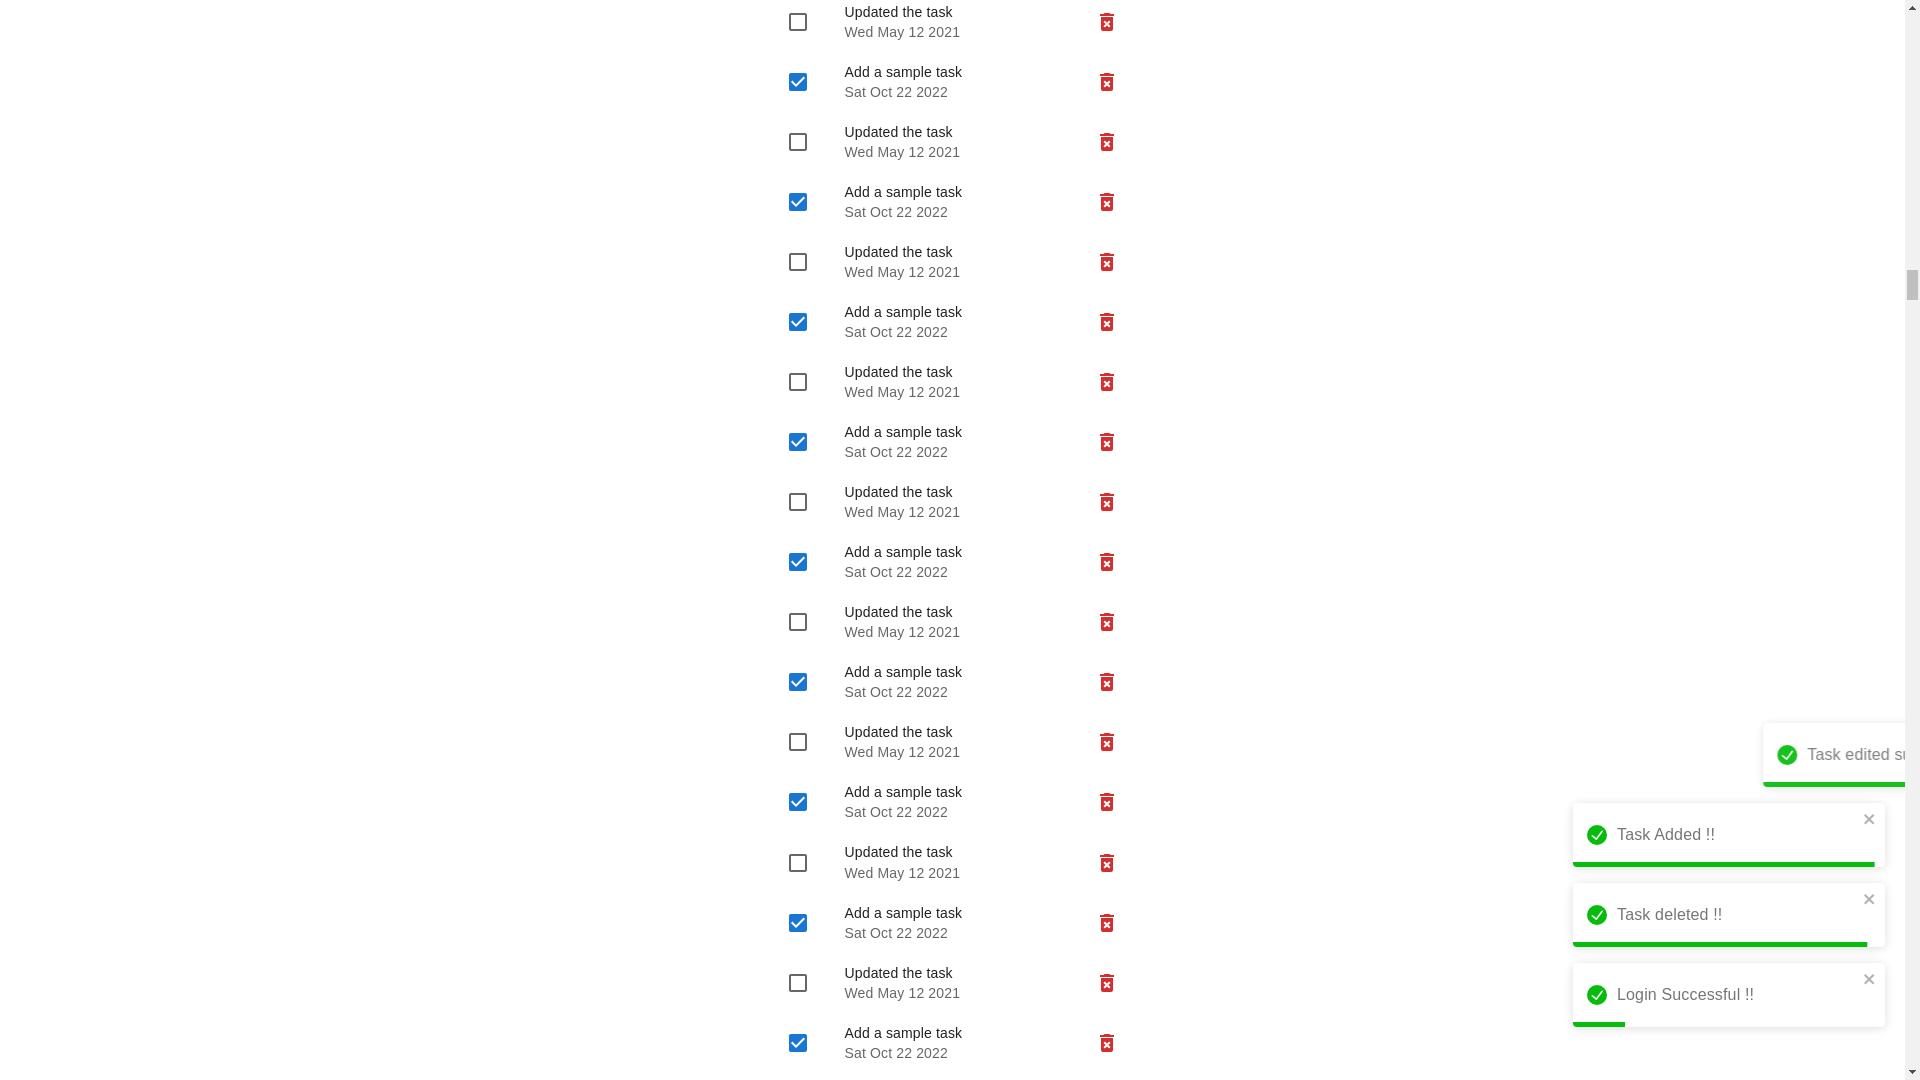 Updated the task
Wed May 12 2021
Add a sample task
Sat Oct 22 2022
Updated the task
Wed May 12 2021
Add a sample task
Sat Oct 22 2022
Updated the task
Wed May 12 2021
Add a sample task
Sat Oct 22 2022
Updated the task
Wed May 12 2021
Add a sample task
Sat Oct 22 2022
Updated the task
Wed May 12 2021
Add a sample task
Sat Oct 22 2022
Updated the task
Wed May 12 2021
Add a sample task
Sat Oct 22 2022
Updated the task
Wed May 12 2021
Add a sample task
Sat Oct 22 2022
Updated the task
Wed May 12 2021
Add a sample task
Sat Oct 22 2022
Updated the task
Wed May 12 2021
Add a sample task
Sat Oct 22 2022
Task edited
Task Added !!
Task deleted !!
Login Successful !!